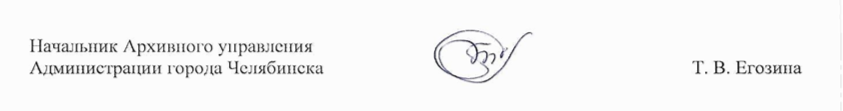 Начальник Архивного управления
Администрации города Челябинска
Т. В. Егозина